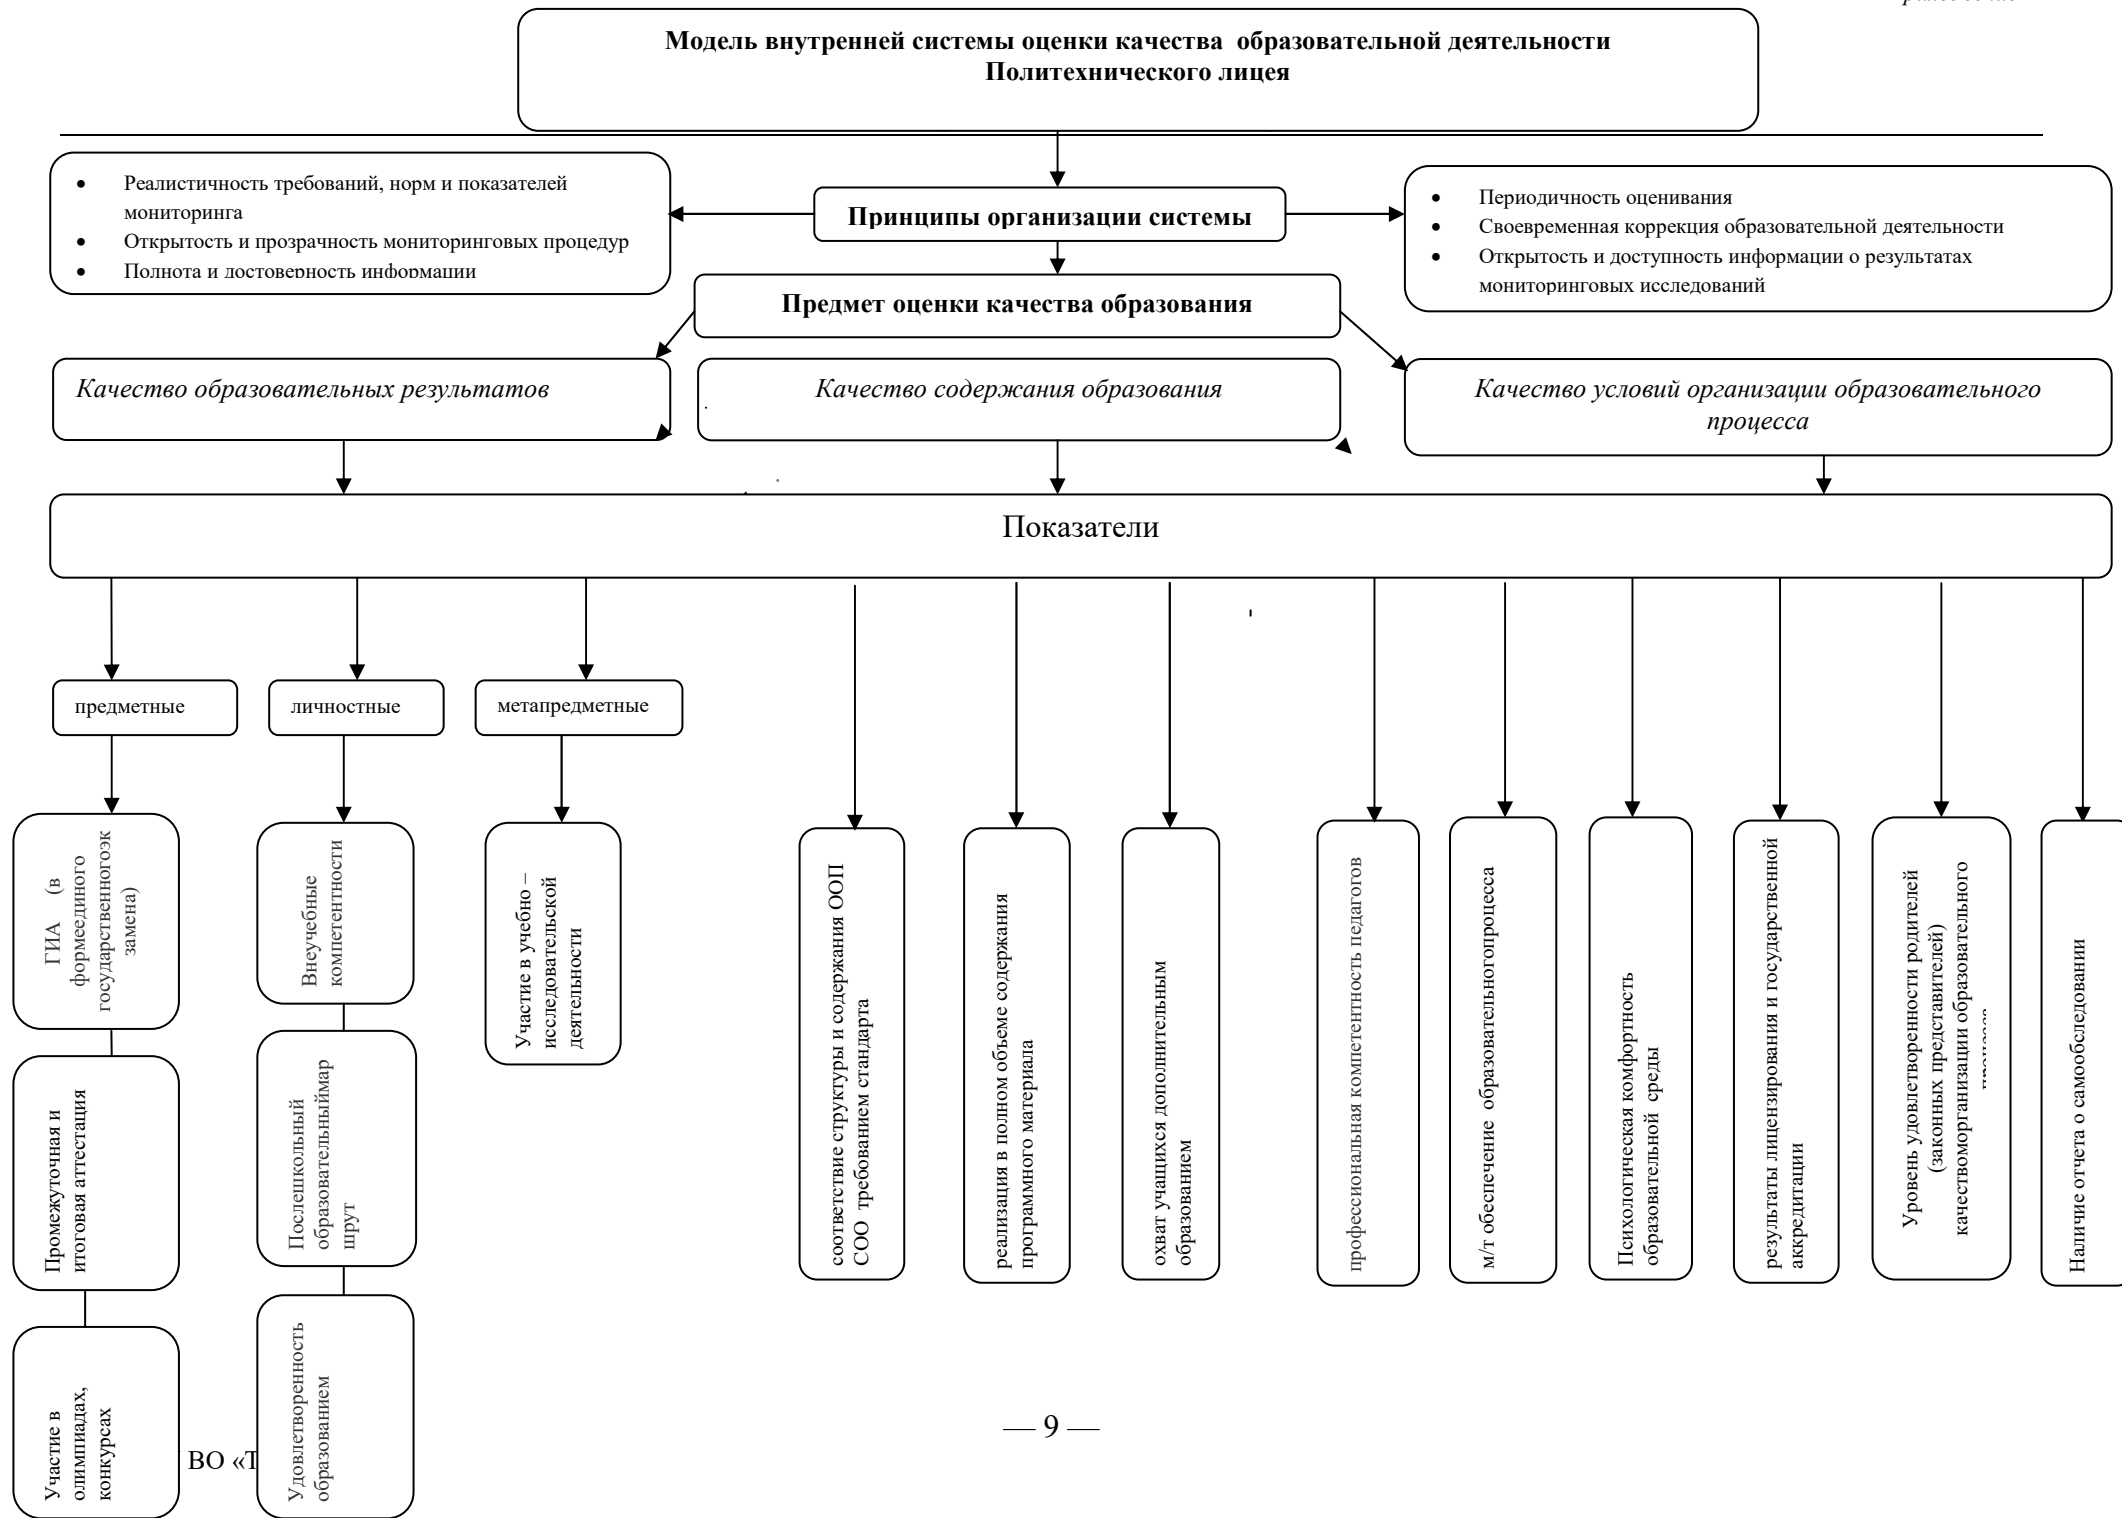 Модель внутренней системы оценки качества образовательной деятельности
Политехнического лицея
• Реалистичность требований, норм и показателей
мониторинга
• Открытость и прозрачность мониторинговых процедур
• Полнота и достоверность информации
Принципы организации системы
• Периодичность оценивания
• Своевременная коррекция образовательной деятельности
• Открытость и доступность информации о результатах
мониторинговых исследований
Предмет оценки качества образования
Качество образовательных результатов
Качество содержания образования
Качество условий организации образовательного
процесса
Показатели
предметные
личностные
метапредметные
ГИА (в
формеединого
государственногоэк
замена)
Промежуточная и
итоговая аттестация
Участие в
олимпиадах,
конкурсах
Внеучебные
компетентности
Послешкольный
образовательныймар
шрут
Удовлетворенность
образованием
Участие в учебно –
исследовательской
деятельности
соответствие структуры и содержания ООП
СОО требованием стандарта
реализация в полном объеме содержания
программного материала
охват учащихся дополнительным
образованием
профессиональная компетентность педагогов
м/т обеспечение образовательногопроцесса
Психологическая комфортность
образовательной среды
результаты лицензирования и государственной
аккредитации
Уровень удовлетворенности родителей
(законных представителей)
качествоморганизации образовательного
Наличие отчета о самообследовании
— 9 —
ВО «Т